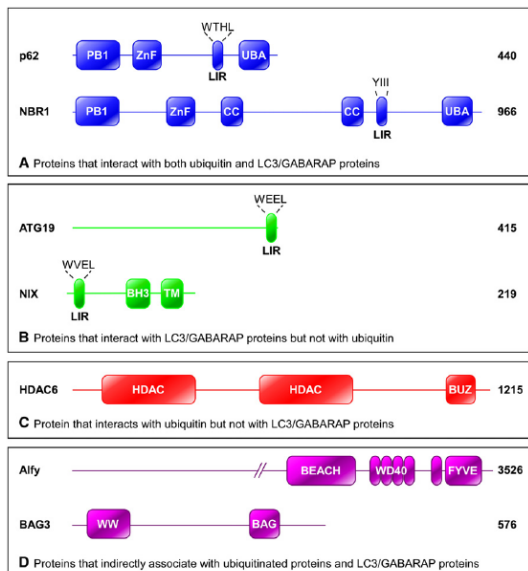 WTHL
p62 PB1 ZnF UBA 440
LIR
YIII
NBR1 PB1 ZnF CC CC UBA 966
LIR
A Proteins that interact with both ubiquitin and LC3/GABARAP proteins
WEEL
ATG19 415
LIR
WVEL
NIX BH3 TM 219
LIR
B Proteins that interact with LC3/GABARAP proteins but not with ubiquitin
HDAC6 HDAC HDAC BUZ 1215
C Protein that interacts with ubiquitin but not with LC3/GABARAP proteins
Alfy BEACH WD40 FYVE 3526
BAG3 WW BAG 576
D Proteins that indirectly associate with ubiquitinated proteins and LC3/GABARAP proteins